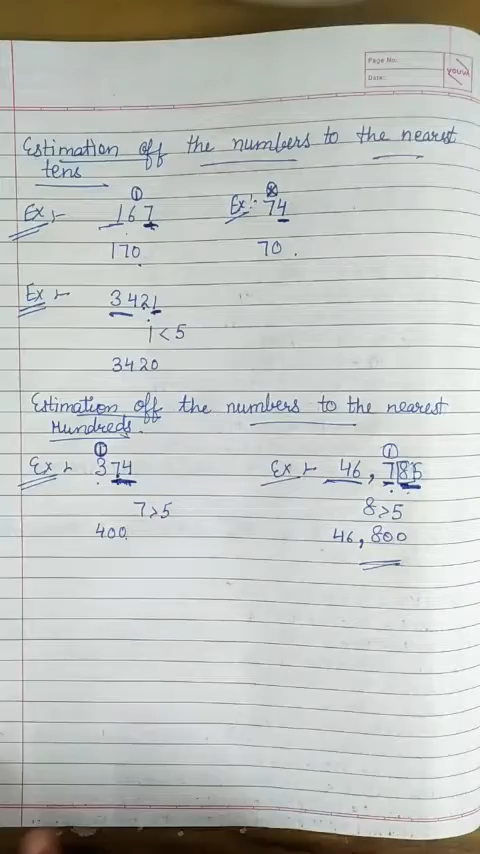 Page No:
Date:
youva
Estimation off the numbers to the nearest
tens
Ex:- 167 Ex:- 74
170 70.
Ex:- 3421
1<5
3420
Estimation off the numbers to the nearest
Hundreds.
① ①
Ex:- 374 Ex:- 46,785
7>5 8>5
400. 46,800